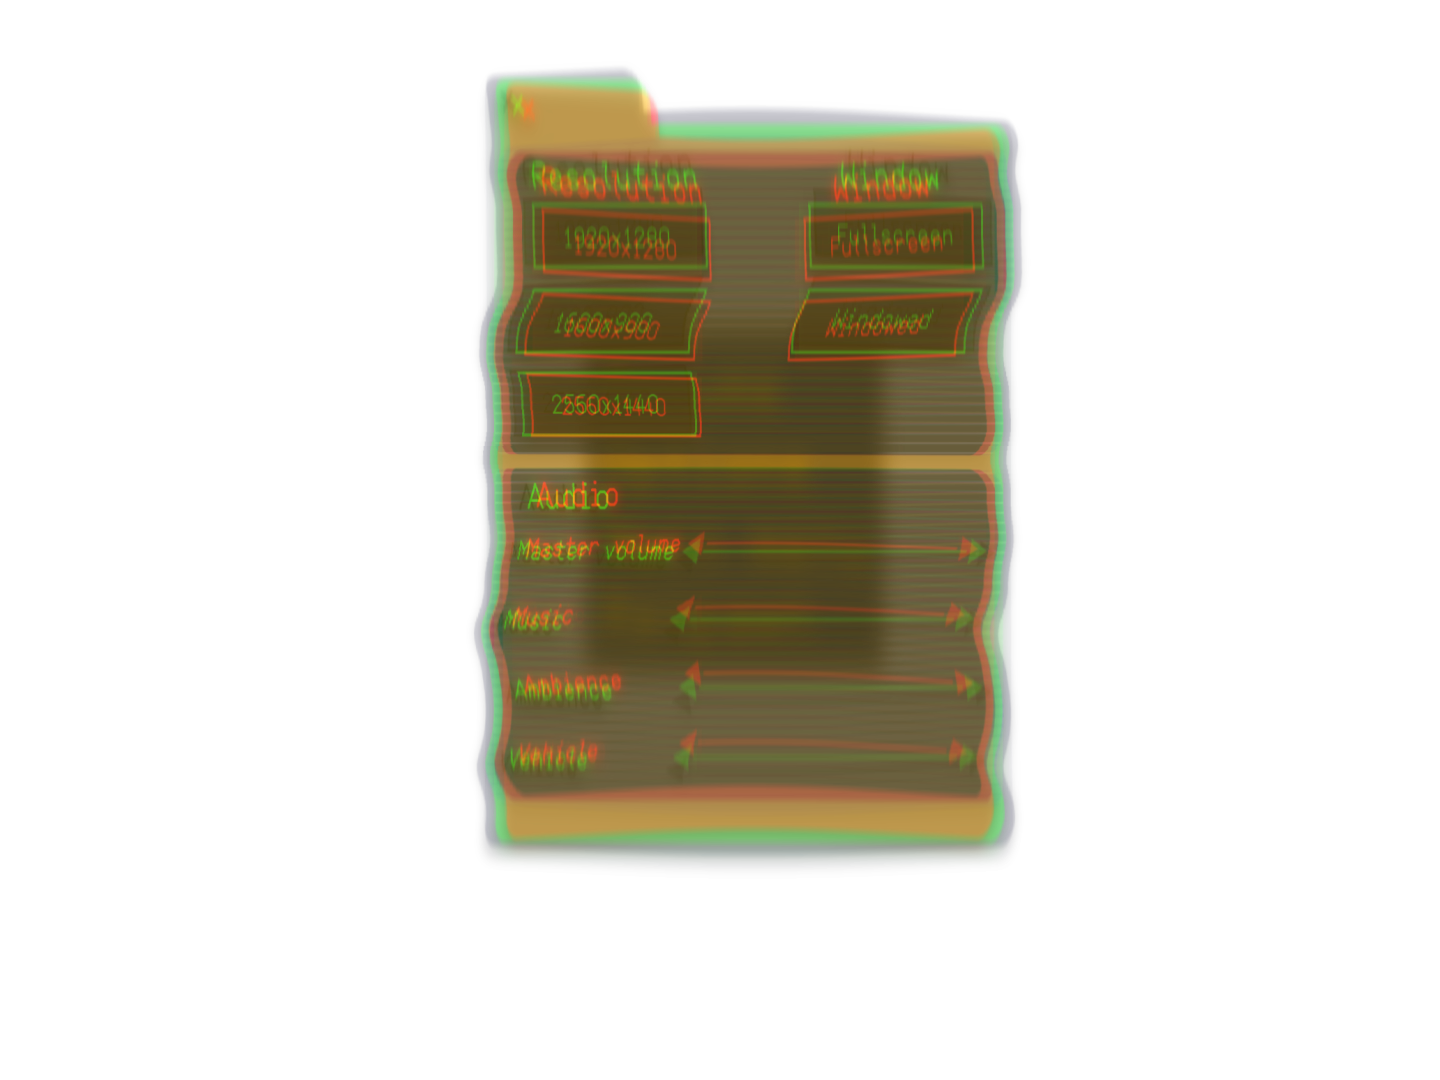 X
Resolution Window
1920x1280 Fullscreen
1600x900 Windowed
2560x1440
Audio
Master volume
Music
Ambience
Vehicle